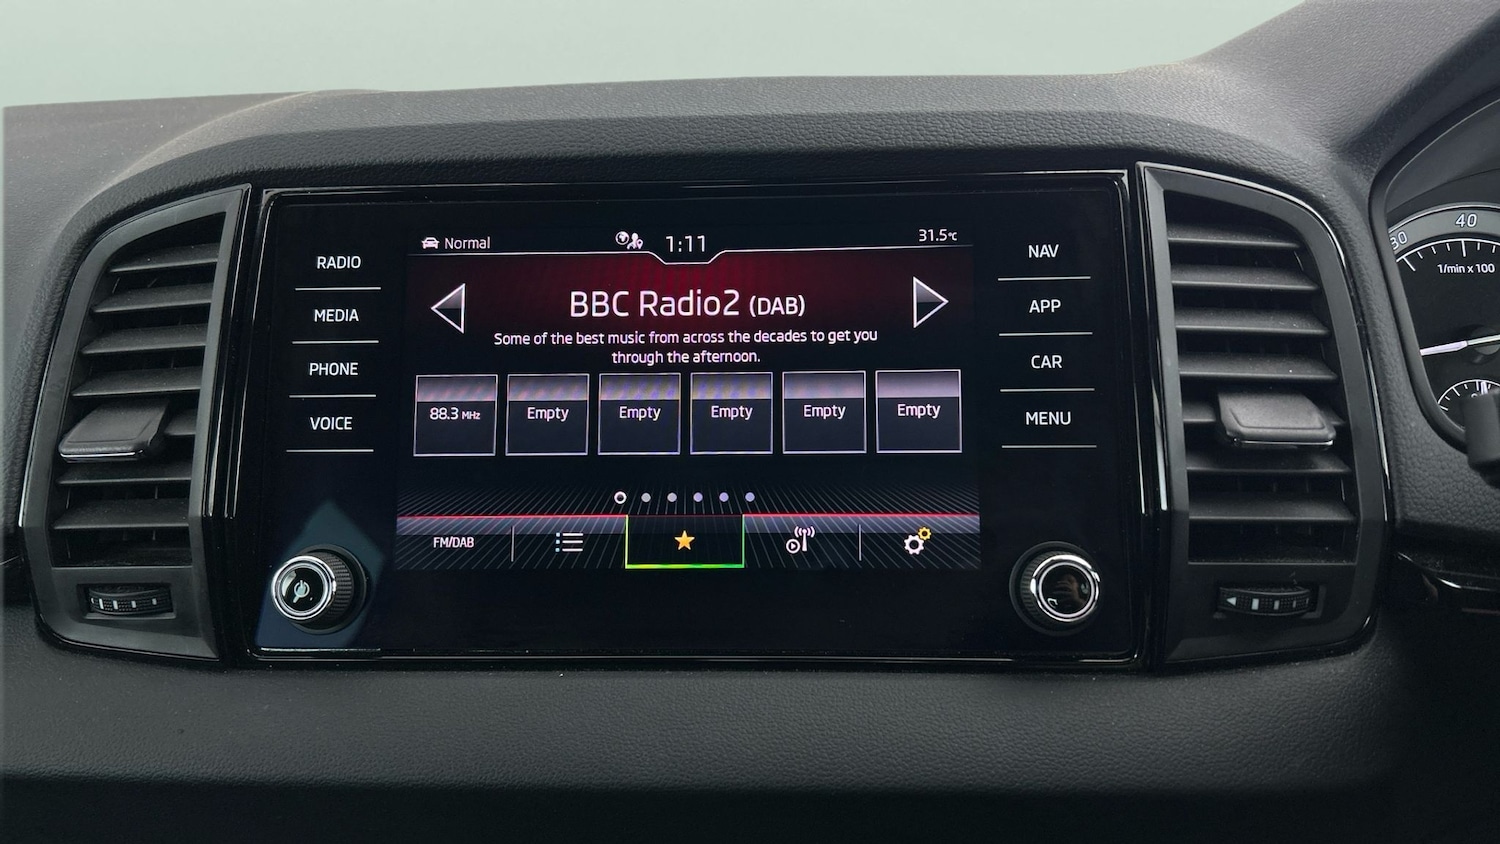 Normal
1:11
31.5°C
RADIO
MEDIA
PHONE
VOICE
BBC Radio2 (DAB)
Some of the best music from across the decades to get you
through the afternoon.
88.3 MHz
Empty
Empty
Empty
Empty
Empty
FM/DAB
NAV
APP
CAR
MENU
30
40
1/min x 100